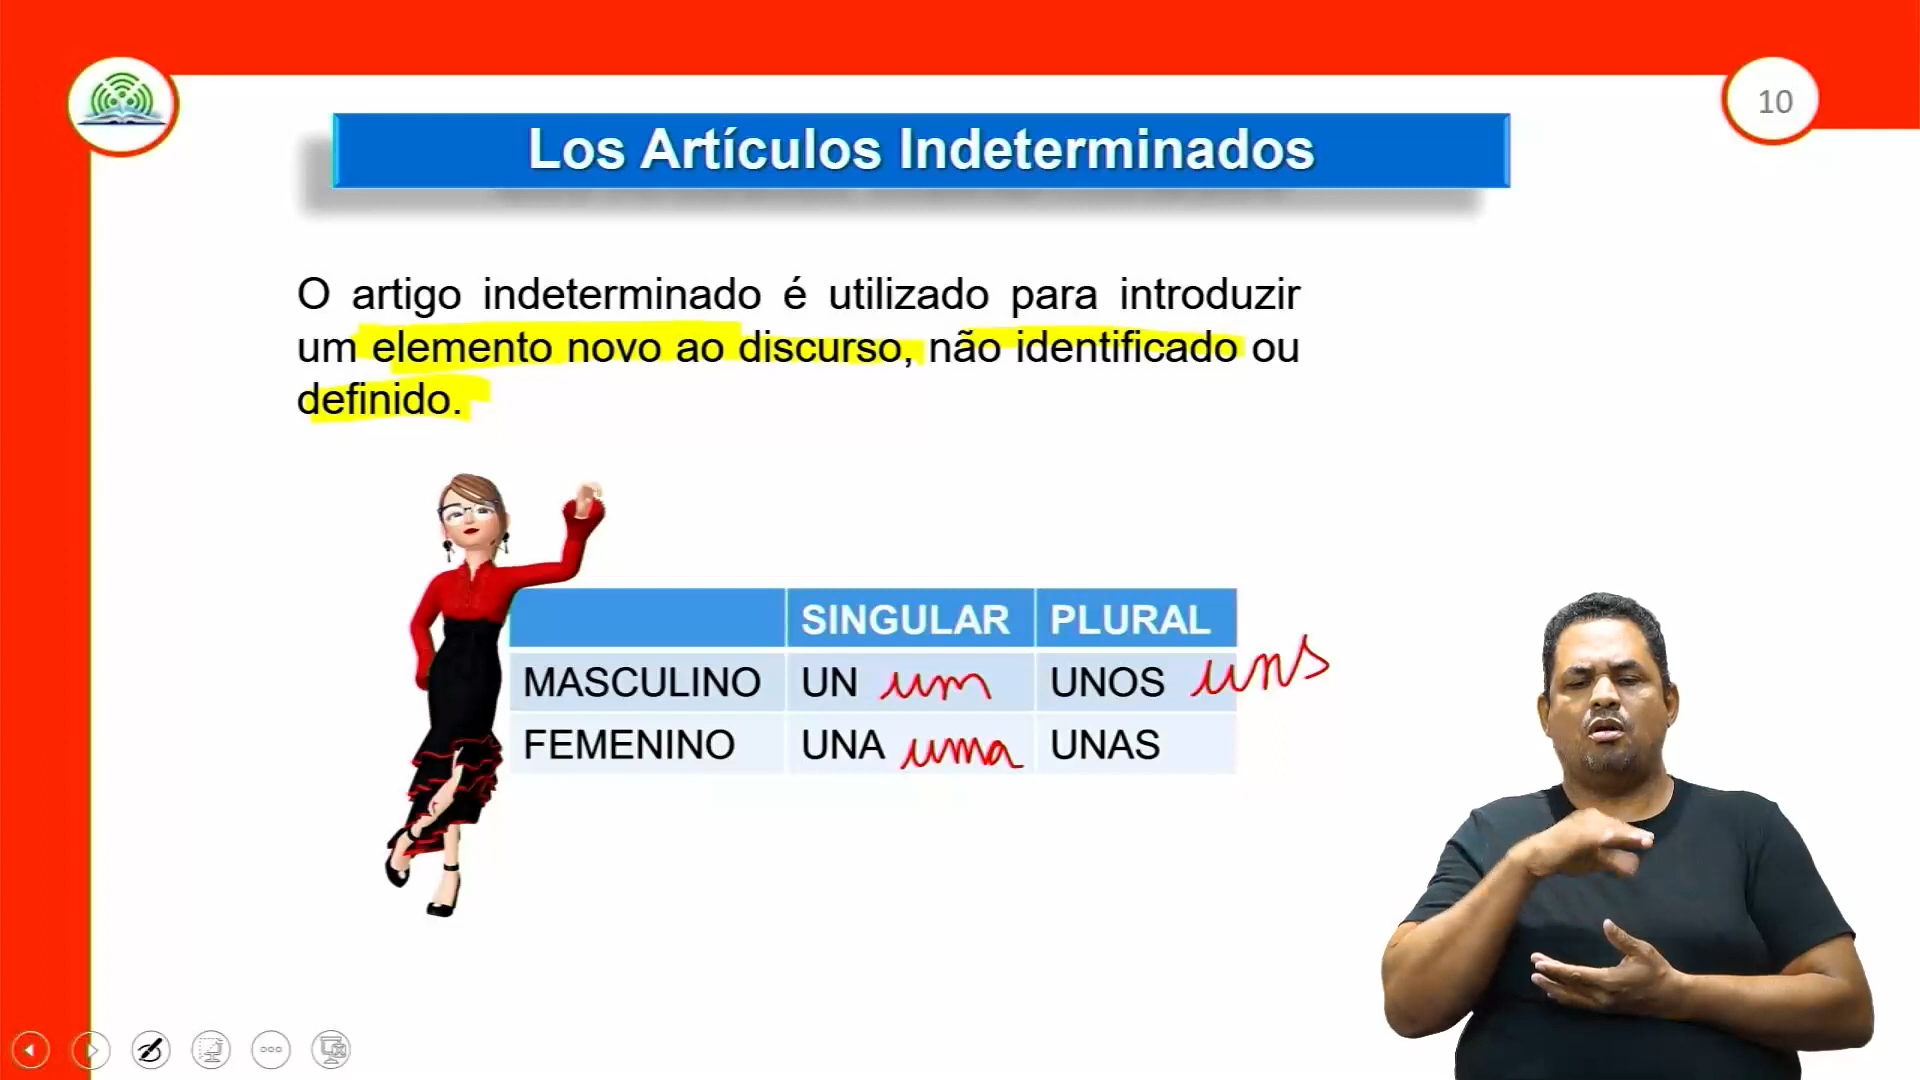 10
Los Artículos Indeterminados
O artigo indeterminado é utilizado para introduzir
um elemento novo ao discurso, não identificado ou
definido.
SINGULAR PLURAL
MASCULINO UN um UNOS uns
FEMENINO UNA uma UNAS